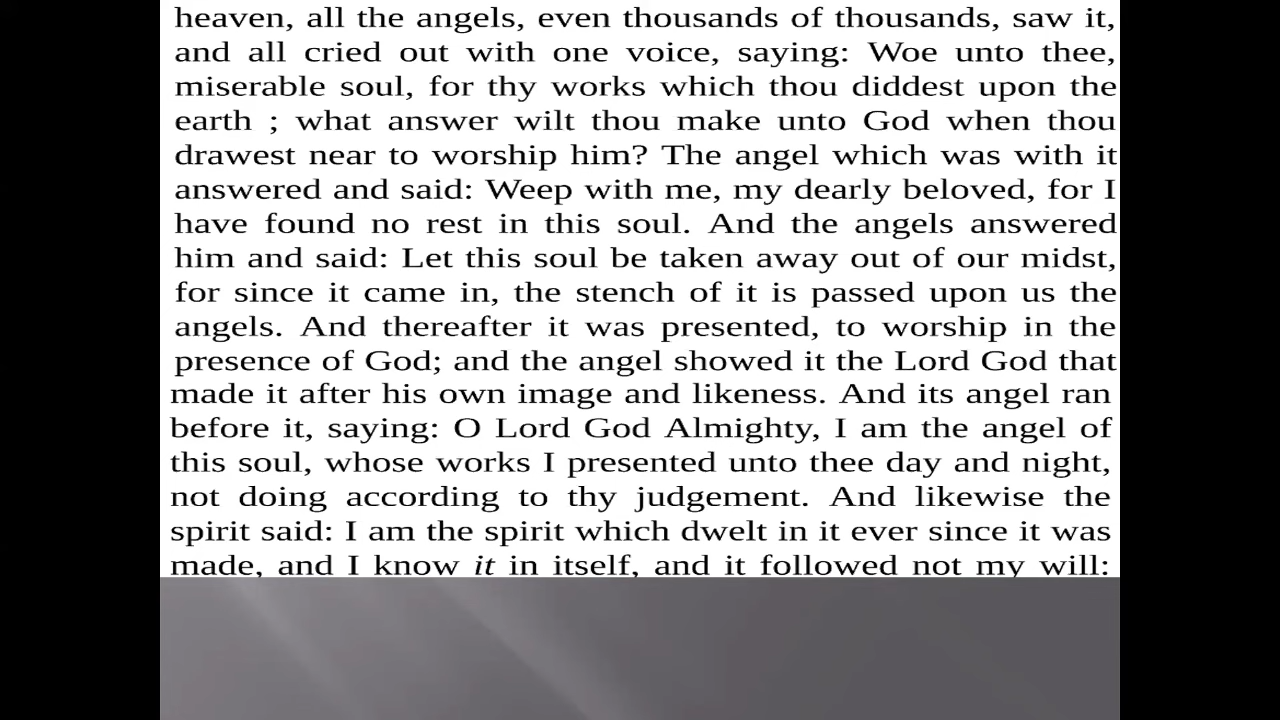 heaven, all the angels, even thousands of thousands, saw it,
and all cried out with one voice, saying: Woe unto thee,
miserable soul, for thy works which thou diddest upon the
earth ; what answer wilt thou make unto God when thou
drawest near to worship him? The angel which was with it
answered and said: Weep with me, my dearly beloved, for I
have found no rest in this soul. And the angels answered
him and said: Let this soul be taken away out of our midst,
for since it came in, the stench of it is passed upon us the
angels. And thereafter it was presented, to worship in the
presence of God; and the angel showed it the Lord God that
made it after his own image and likeness. And its angel ran
before it, saying: O Lord God Almighty, I am the angel of
this soul, whose works I presented unto thee day and night,
not doing according to thy judgement. And likewise the
spirit said: I am the spirit which dwelt in it ever since it was
made, and I know it in itself, and it followed not my will: